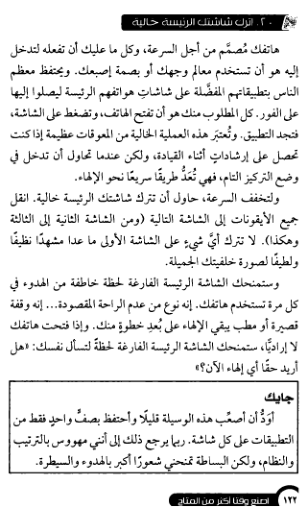 ٢٠. اترك شاشتك الرئيسة خالية
هاتفك مُصمَّم من أجل السرعة، وكل ما عليك أن تفعله لتدخل
إليه هو أن تستخدم معالم وجهك أو بصمة إصبعك. ويحتفظ معظم
الناس بتطبيقاتهم المفضَّلة على شاشات هواتفهم الرئيسة ليصلوا إليها
على الفور. كل المطلوب منك هو أن تفتح الهاتف، وتضغط على الشاشة،
فتجد التطبيق. وتُعتبَر هذه العملية الخالية من المعوقات عظيمة إذا كنت
تحصل على إرشاداتٍ أثناء القيادة، ولكن عندما تحاول أن تدخل في
وضع التركيز التام، فهي تُعَدُّ طريقًا سريعًا نحو الإلهاء.
ولتخفف السرعة، حاول أن تترك شاشتك الرئيسة خالية. انقل
جميع الأيقونات إلى الشاشة التالية (ومن الشاشة الثانية إلى الثالثة
وهكذا). لا تترك أيَّ شيءٍ على الشاشة الأولى ما عدا مشهدًا نظيفًا
ولطيفًا لصورة خلفيتك الجميلة.
وستمنحك الشاشة الرئيسة الفارغة لحظة خاطفة من الهدوء في
كل مرة تستخدم هاتفك. إنه نوع من عدم الراحة المقصودة... إنه وقفة
قصيرة أو مطب يبقي الإلهاء على بُعدِ خطوةٍ منك. وإذا فتحت هاتفك
لا إراديًّا، ستمنحك الشاشة الرئيسة الفارغة لحظةً لتسأل نفسك: «هل
أريد حقًا أي إلهاء الآن؟»
جايك
أوَدُّ أن أصعِّب هذه الوسيلة قليلًا وأحتفظ بصفٍّ واحدٍ فقط من
التطبيقات على كل شاشة. ربما يرجع ذلك إلى أنني مهووس بالترتيب
والنظام، ولكن البساطة تمنحني شعورًا أكبر بالهدوء والسيطرة.
١٢٢ اصنع وقتا أكثر من المتاح